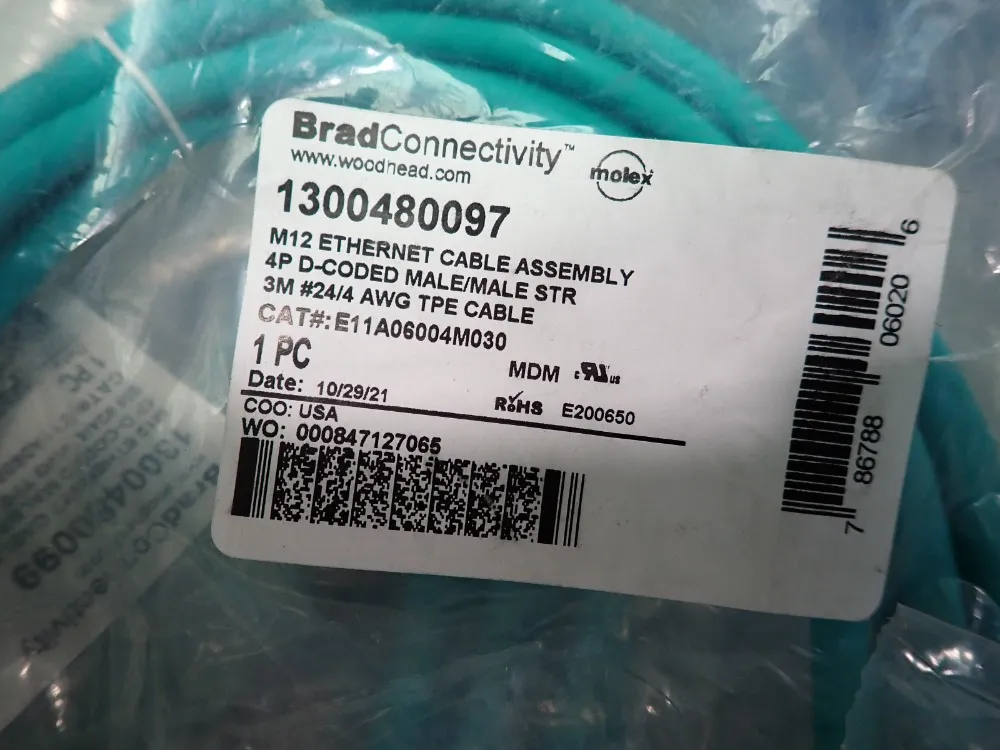 BradConnectivity™
molex
www.woodhead.com
1300480097
M12 ETHERNET CABLE ASSEMBLY
4P D-CODED MALE/MALE STR
3M #24/4 AWG TPE CABLE
CAT#: E11A06004M030
1 PC
MDM c RU us
Date: 10/29/21
RoHS E200650
COO: USA
WO: 000847127065
7 86788 06020 6